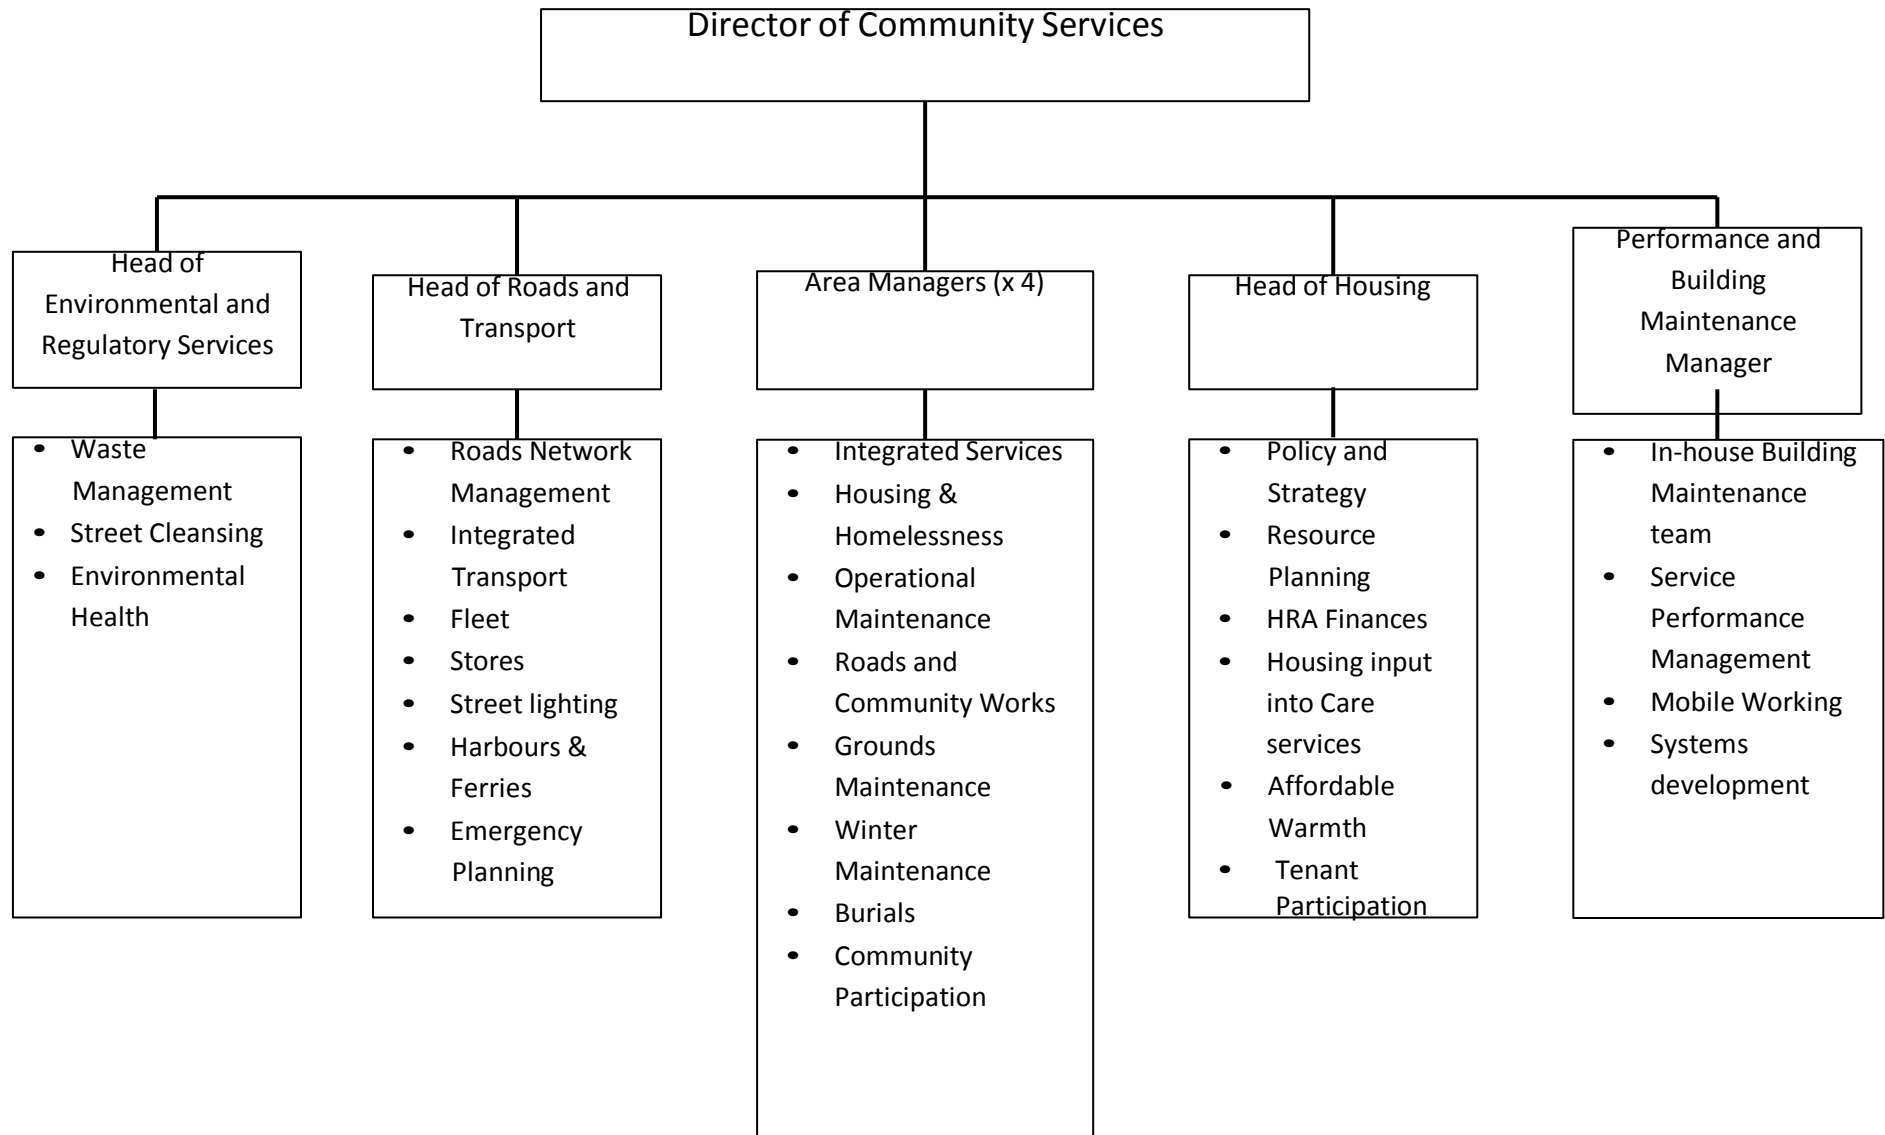 Director of Community Services
Head of
Environmental and
Regulatory Services
Head of Roads and
Transport
Area Managers (x 4)
Head of Housing
Performance and
Building
Maintenance
Manager
• Waste
Management
• Street Cleansing
• Environmental
Health
• Roads Network
Management
• Integrated
Transport
• Fleet
• Stores
• Street lighting
• Harbours &
Ferries
• Emergency
Planning
• Integrated Services
• Housing &
Homelessness
• Operational
Maintenance
• Roads and
Community Works
• Grounds
Maintenance
• Winter
Maintenance
• Burials
• Community
Participation
• Policy and
Strategy
• Resource
Planning
• HRA Finances
• Housing input
into Care
services
• Affordable
Warmth
• Tenant
Participation
• In-house Building
Maintenance
team
• Service
Performance
Management
• Mobile Working
• Systems
development